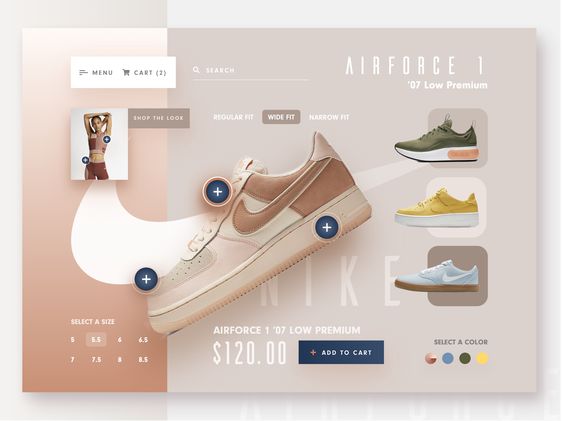 MENU
CART (2)
SEARCH
AIRFORCE 1
'07 Low Premium
SHOP THE LOOK
REGULAR FIT
WIDE FIT
NARROW FIT
NIKE
SELECT A SIZE
5 5.5 6 6.5
7 7.5 8 8.5
AIRFORCE 1 '07 LOW PREMIUM
$120.00
+ ADD TO CART
SELECT A COLOR